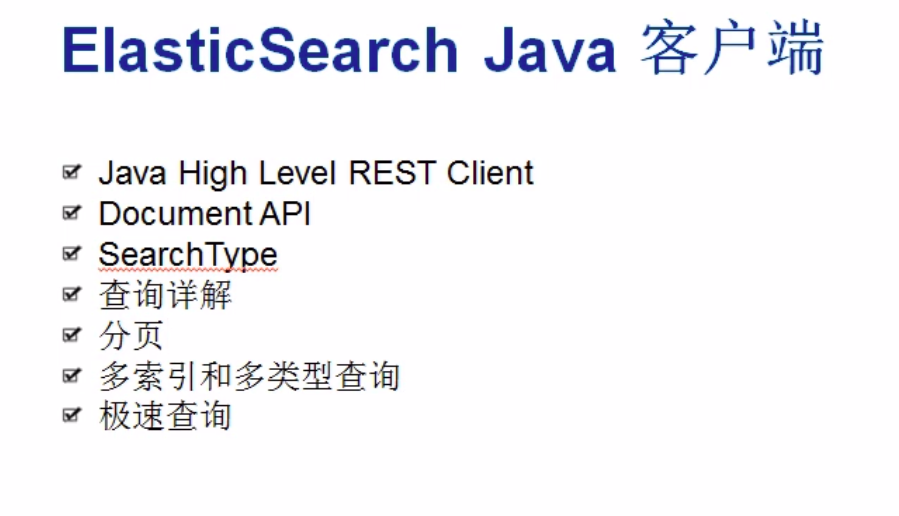 ElasticSearch Java 客户端
Java High Level REST Client
Document API
SearchType
查询详解
分页
多索引和多类型查询
极速查询